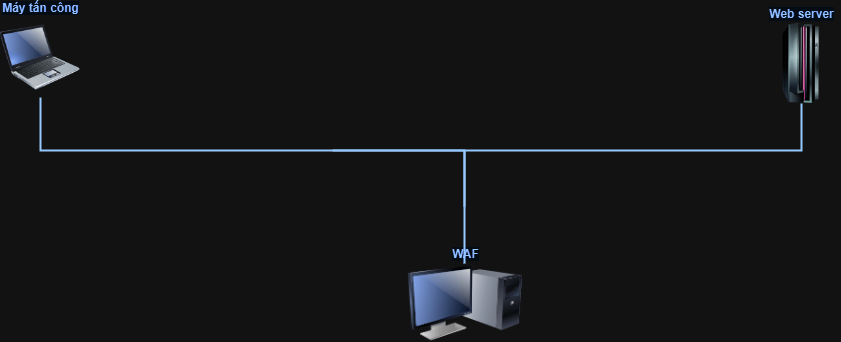 Máy tấn công
Web server
WAF